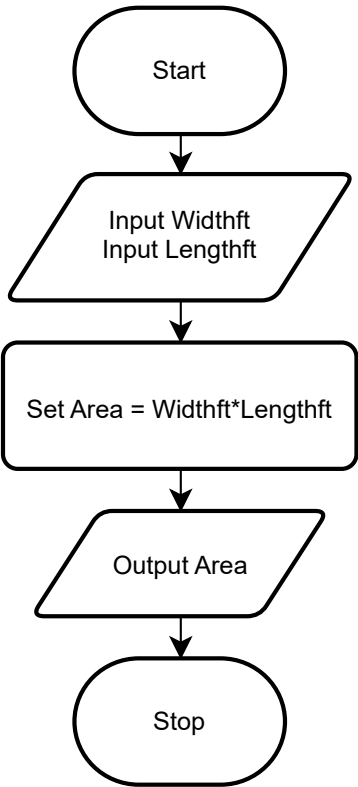 Start
Input Widthft
Input Lengthft
Set Area = Widthft*Lengthft
Output Area
Stop